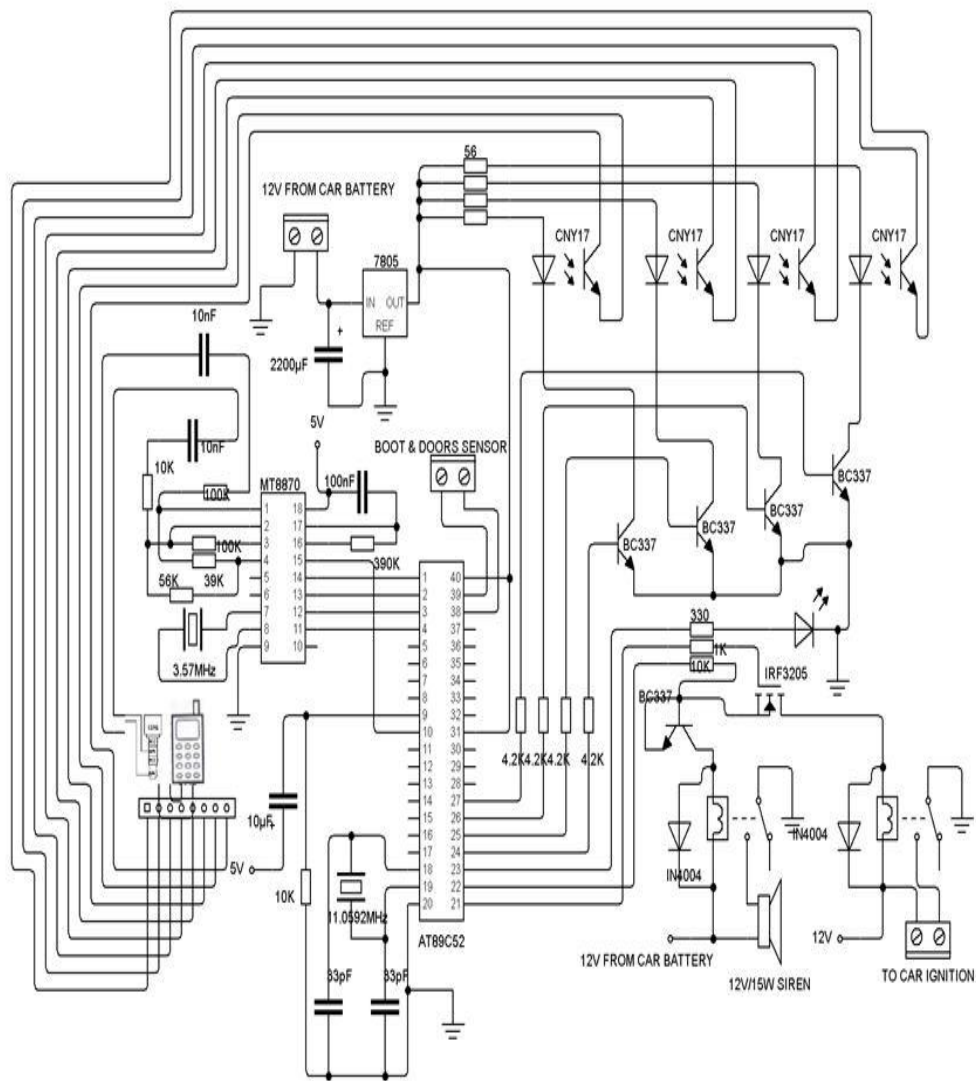 56
12V FROM CAR BATTERY
CNY17 CNY17 CNY17 CNY17
7805
IN OUT
REF
10nF
+
2200µF
5V
BOOT & DOORS SENSOR
10nF
10K
100K
MT8870
100nF
BC337
BC337
BC337
BC337
1 18
2 17
3 16
4 15
5 14
6 13
7 12
8 11
9 10
100K
390K
56K 39K
3.57MHz
1 40
2 39
3 38
4 37
5 36
6 35
7 34
8 33
9 32
10 31
11 30
12 29
13 28
14 27
15 26
16 25
17 24
18 23
19 22
20 21
330
1K
10K
IRF3205
BC337
4.2K 4.2K 4.2K 4.2K
10µF
+
5V
10K
11.0592MHz
AT89C52
33pF 33pF
IN4004
IN4004
12V FROM CAR BATTERY
12V/15W SIREN
12V
TO CAR IGNITION